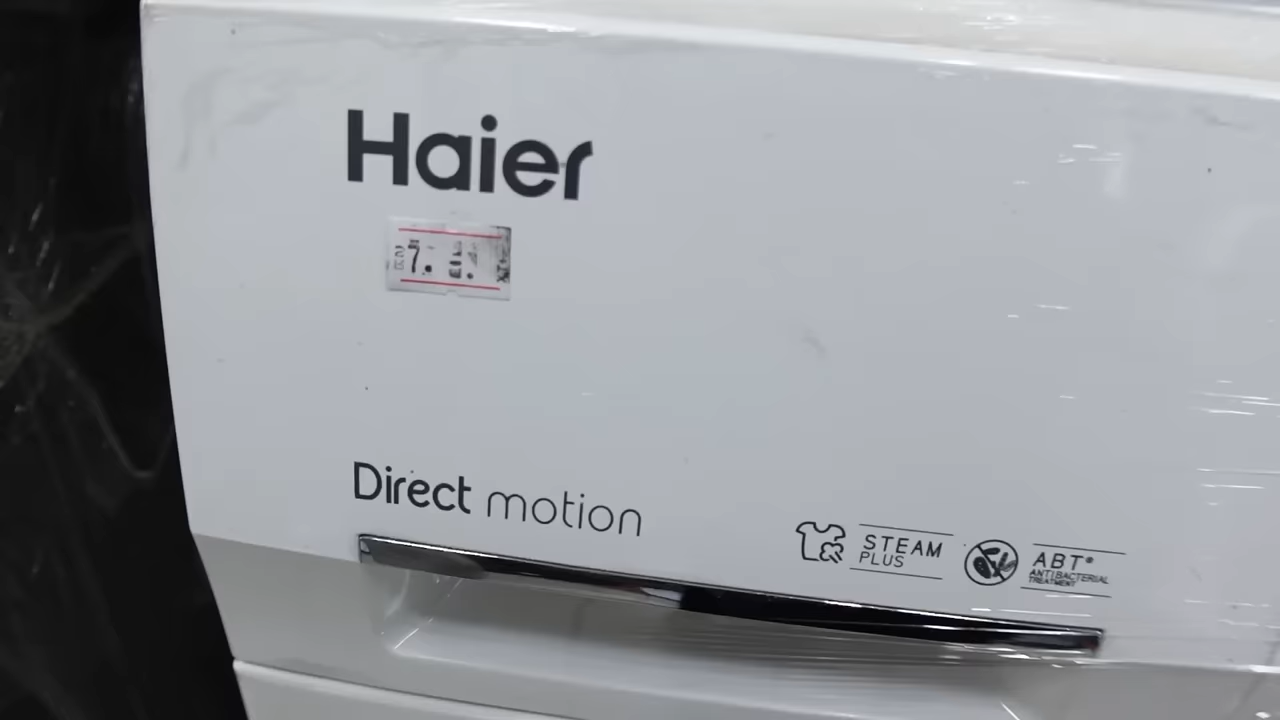 Haier
Direct motion
STEAM
PLUS
ABT®
ANTIBACTERIAL
TREATMENT